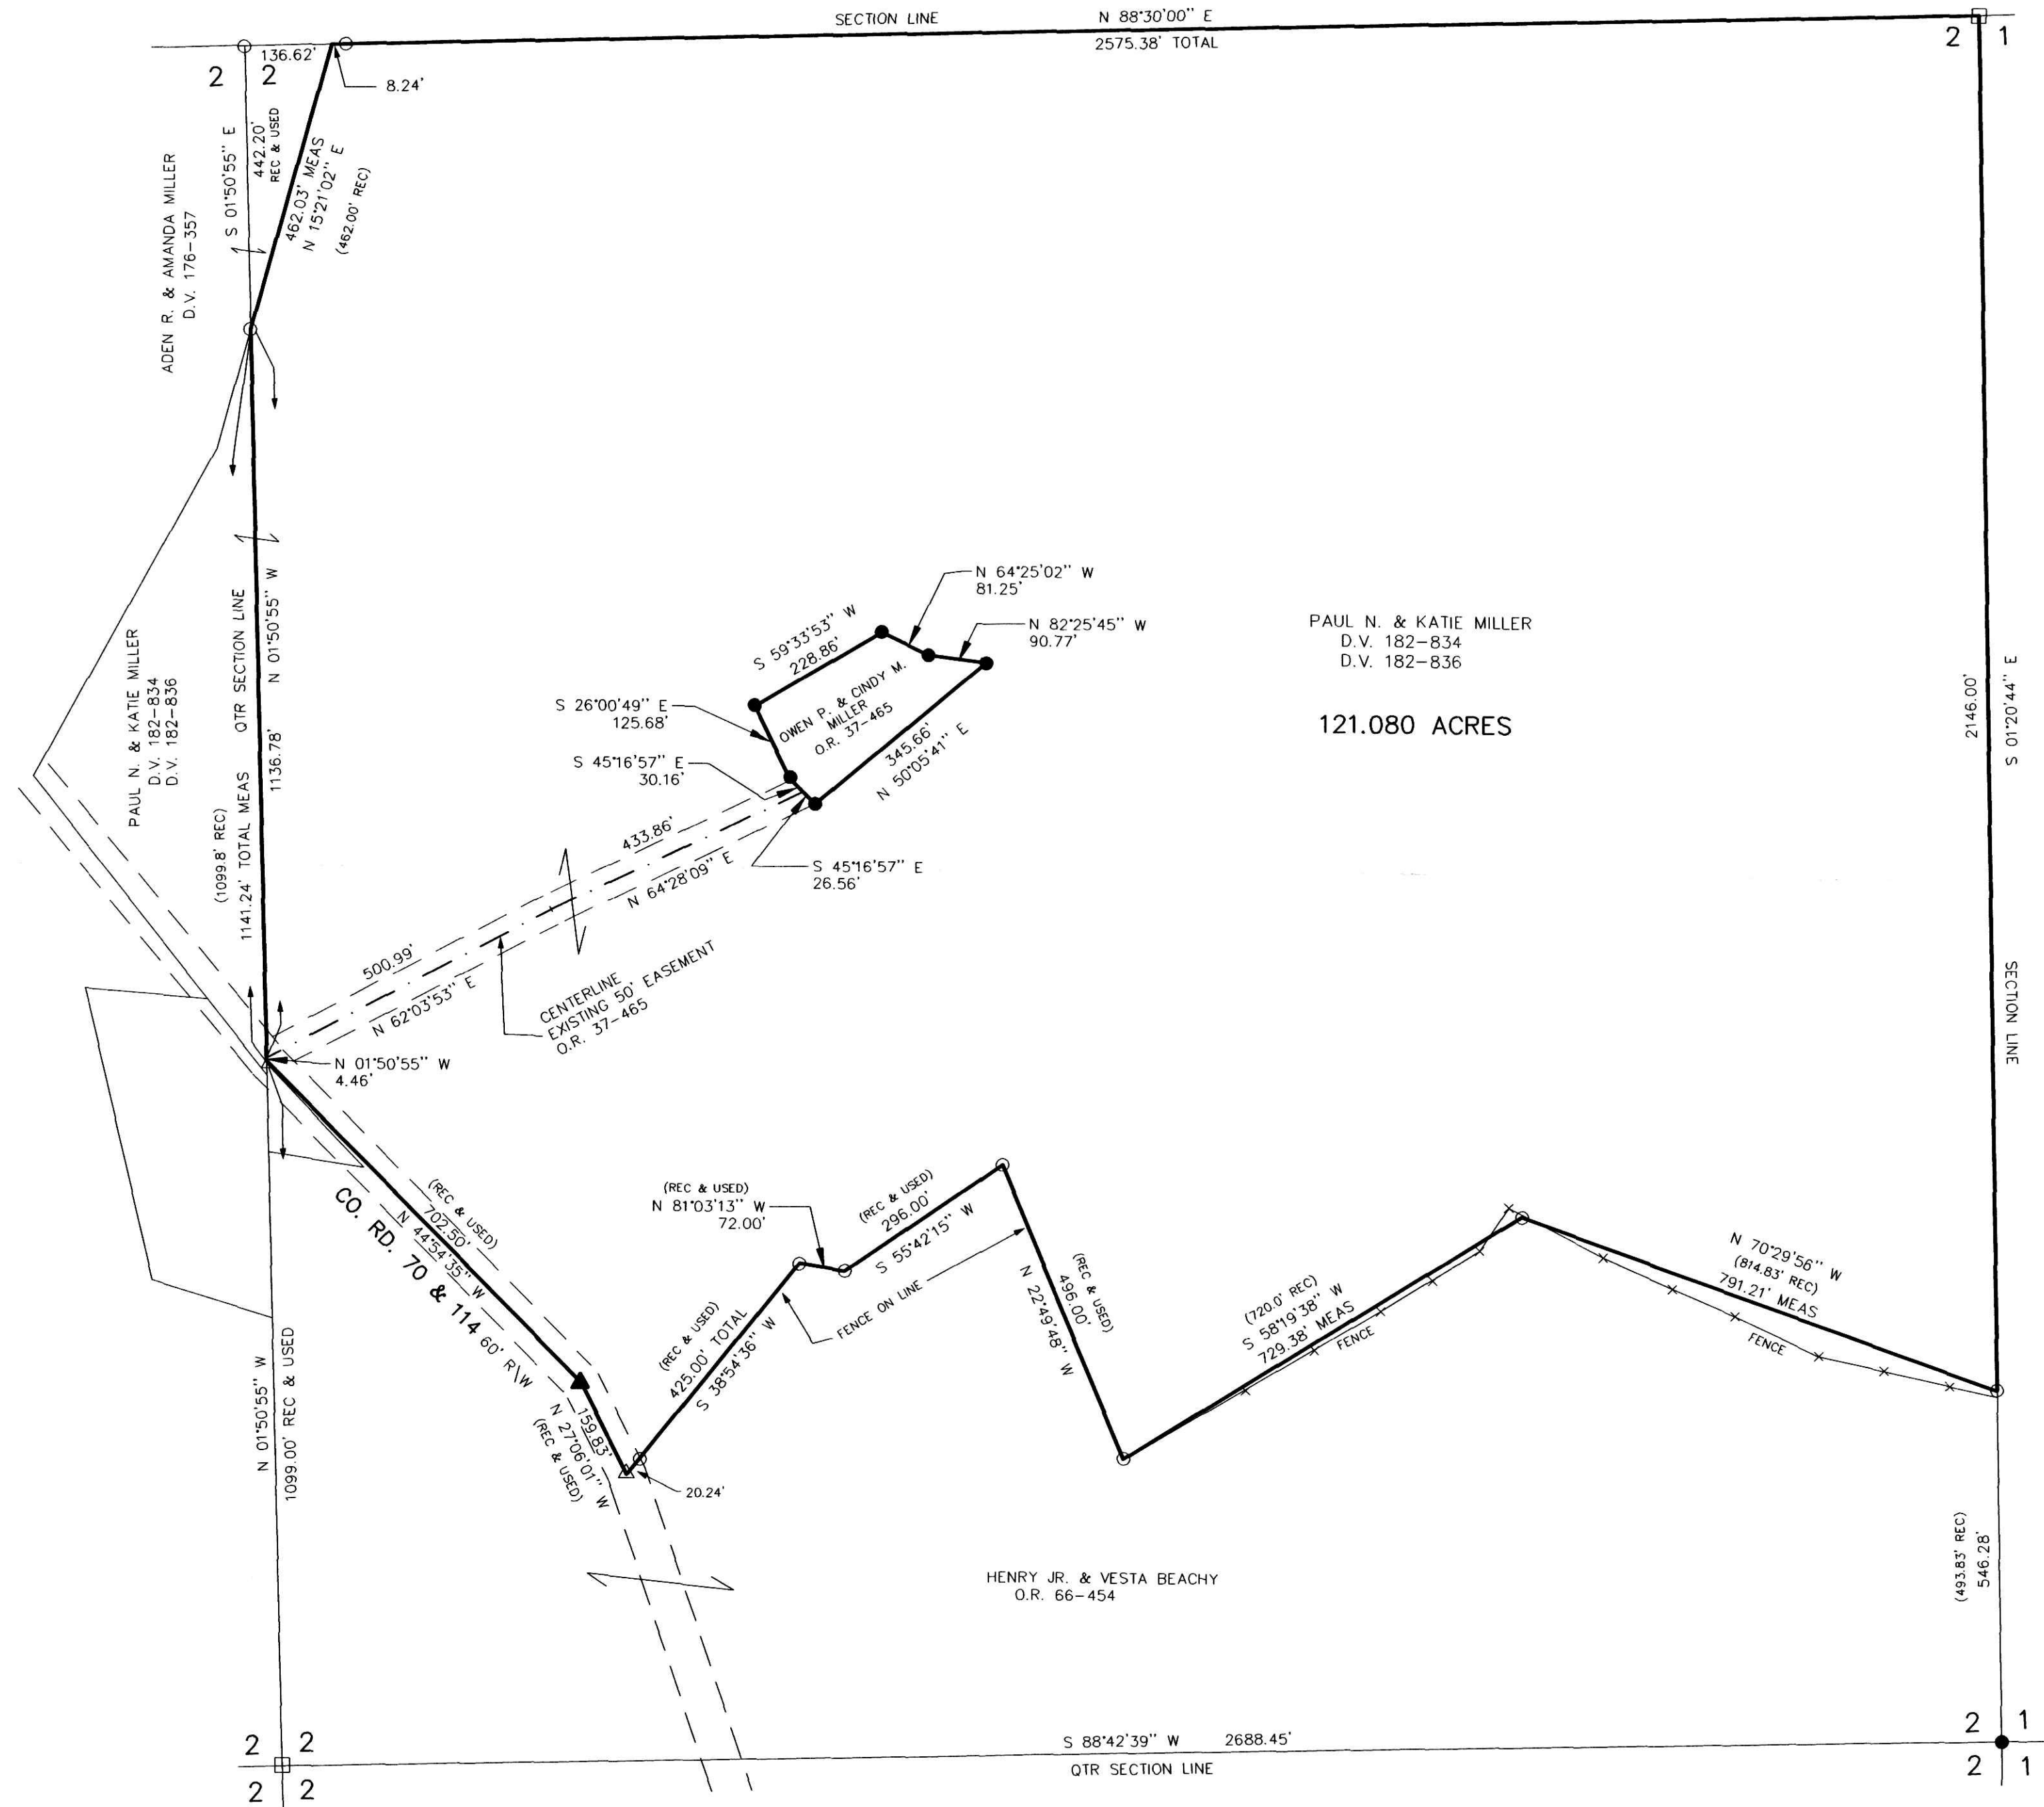 SECTION LINE N 88°30'00" E
2575.38' TOTAL
2 1
136.62'
2 2
8.24'
S 01°50'55" E
442.20'
REC & USED
462.03' MEAS
N 15°21'02" E
(462.00' REC)
ADEN R. & AMANDA MILLER
D.V. 176-357
PAUL N. & KATIE MILLER
D.V. 182-834
D.V. 182-836
(1099.8' REC)
1141.24' TOTAL MEAS QTR SECTION LINE
1136.78' N 01°50'55" W
N 64°25'02" W
81.25'
N 82°25'45" W
90.77'
S 59°33'53" W
228.86'
S 26°00'49" E
125.68'
OWEN P. & CINDY M.
MILLER
O.R. 37-465
345.66'
N 50°05'41" E
S 45°16'57" E
30.16'
S 45°16'57" E
26.56'
433.86'
N 64°28'09" E
500.99'
N 62°03'53" E
CENTERLINE
EXISTING 50' EASEMENT
O.R. 37-465
PAUL N. & KATIE MILLER
D.V. 182-834
D.V. 182-836
121.080 ACRES
2146.00'
S 01°20'44" E
SECTION LINE
N 01°50'55" W
4.46'
(REC & USED)
702.50'
N 44°54'35" W
CO. RD. 70 & 114 60' R\W
159.83'
N 27°06'01" W
(REC & USED)
20.24'
(REC & USED)
425.00' TOTAL
S 38°54'36" W
(REC & USED)
N 81°03'13" W
72.00'
(REC & USED)
296.00'
S 55°42'15" W
FENCE ON LINE
(REC & USED)
496.00'
N 22°49'48" W
(720.0' REC)
S 58°19'38" W
729.38' MEAS
FENCE
N 70°29'56" W
(814.83' REC)
791.21' MEAS
FENCE
N 01°50'55" W
1099.00' REC & USED
HENRY JR. & VESTA BEACHY
O.R. 66-454
(493.83' REC)
546.28'
2 2
2 2
S 88°42'39" W 2688.45'
QTR SECTION LINE
2 1
2 1